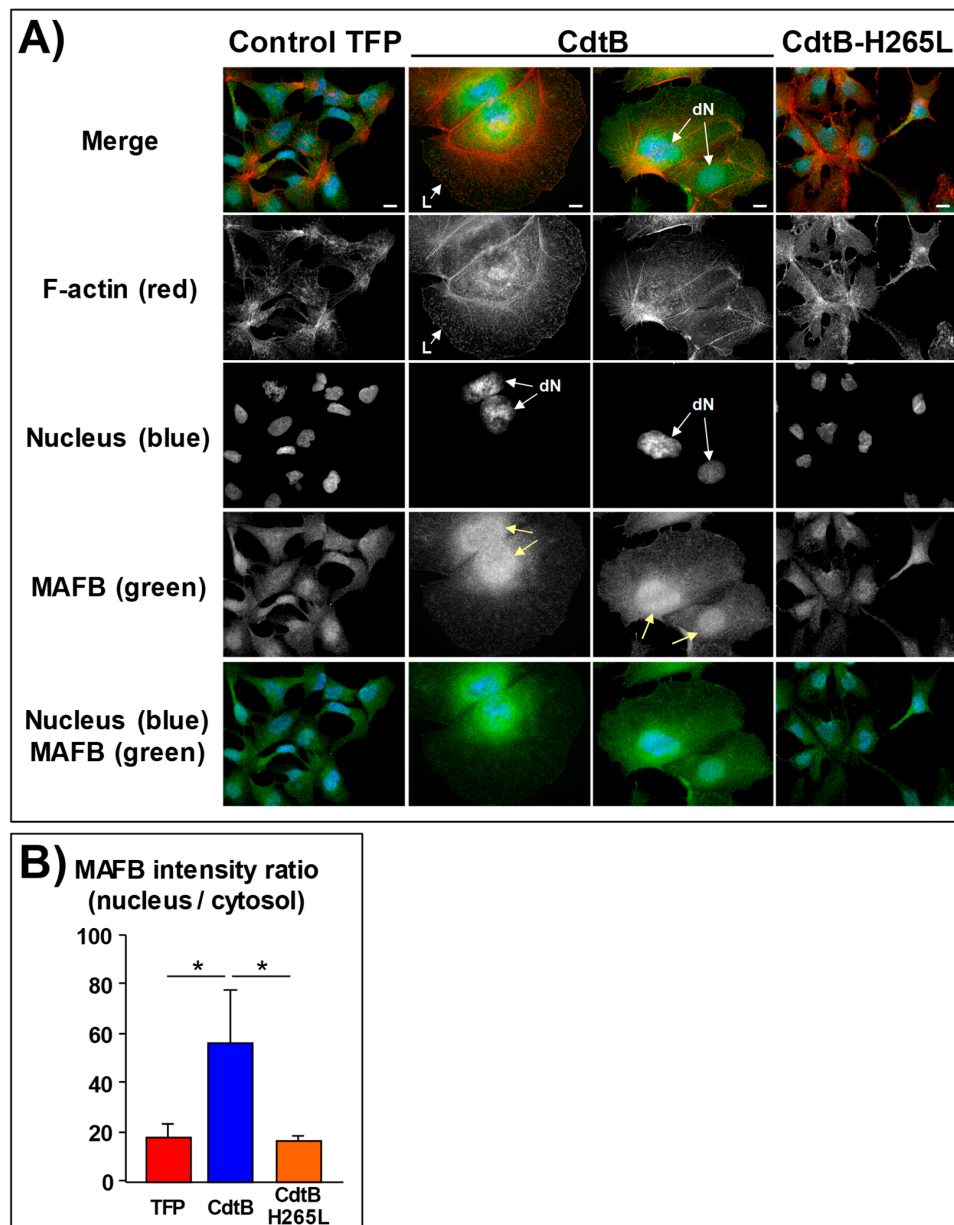 A)
Control TFP
CdtB
CdtB-H265L
Merge
dN
L
F-actin (red)
L
Nucleus (blue)
dN
dN
MAFB (green)
Nucleus (blue)
MAFB (green)
B)
MAFB intensity ratio
(nucleus / cytosol)
100
80
60
40
20
0
*
*
TFP
CdtB
CdtB
H265L